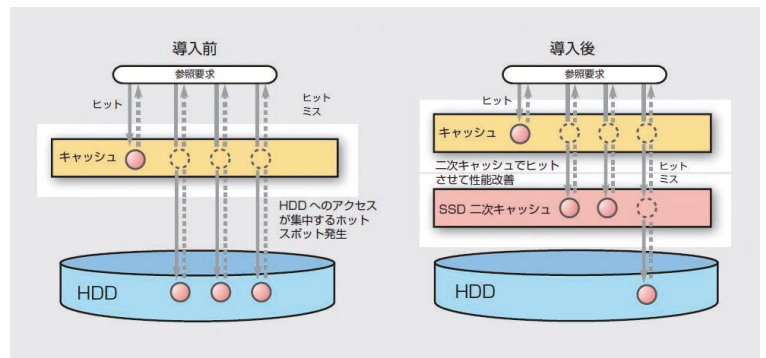 導入前
参照要求
ヒット
ヒット
ミス
キャッシュ
HDD へのアクセス
が集中するホット
スポット発生
HDD
導入後
参照要求
ヒット
キャッシュ
二次キャッシュでヒット
させて性能改善
ヒット
ミス
SSD 二次キャッシュ
HDD